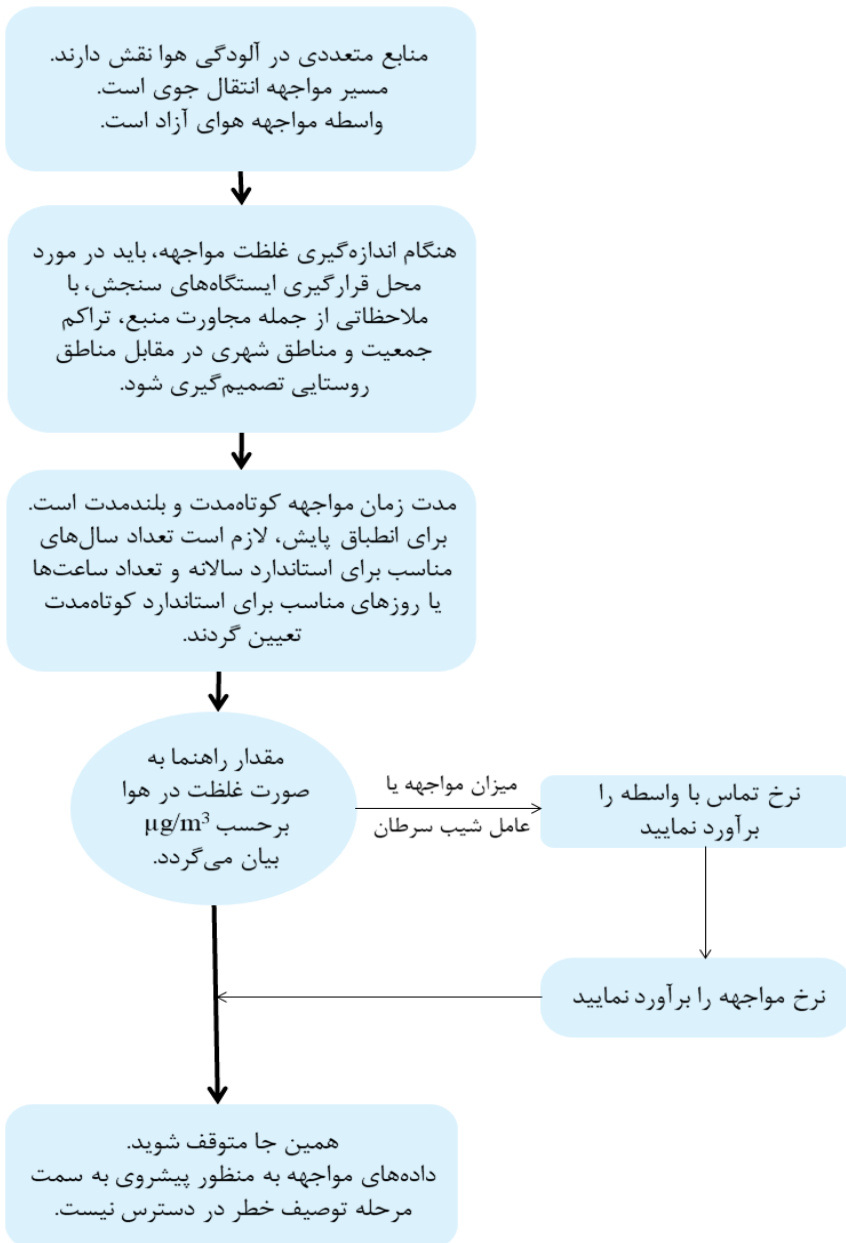 منابع متعددی در آلودگی هوا نقش دارند.
مسیر مواجهه انتقال جوی است.
واسطه مواجهه هوای آزاد است.
هنگام اندازه‌گیری غلظت مواجهه، باید در مورد
محل قرارگیری ایستگاه‌های سنجش، با
ملاحظاتی از جمله مجاورت منبع، تراکم
جمعیت و مناطق شهری در مقابل مناطق
روستایی تصمیم‌گیری شود.
مدت زمان مواجهه کوتاه‌مدت و بلندمدت است.
برای انطباق پایش، لازم است تعداد سال‌های
مناسب برای استاندارد سالانه و تعداد ساعت‌ها
یا روزهای مناسب برای استاندارد کوتاه‌مدت
تعیین گردند.
مقدار راهنما به
صورت غلظت در هوا
برحسب µg/m³
بیان می‌گردد.
میزان مواجهه یا
عامل شیب سرطان
نرخ تماس با واسطه را
برآورد نمایید
نرخ مواجهه را برآورد نمایید
همین جا متوقف شوید.
داده‌های مواجهه به منظور پیشروی به سمت
مرحله توصیف خطر در دسترس نیست.